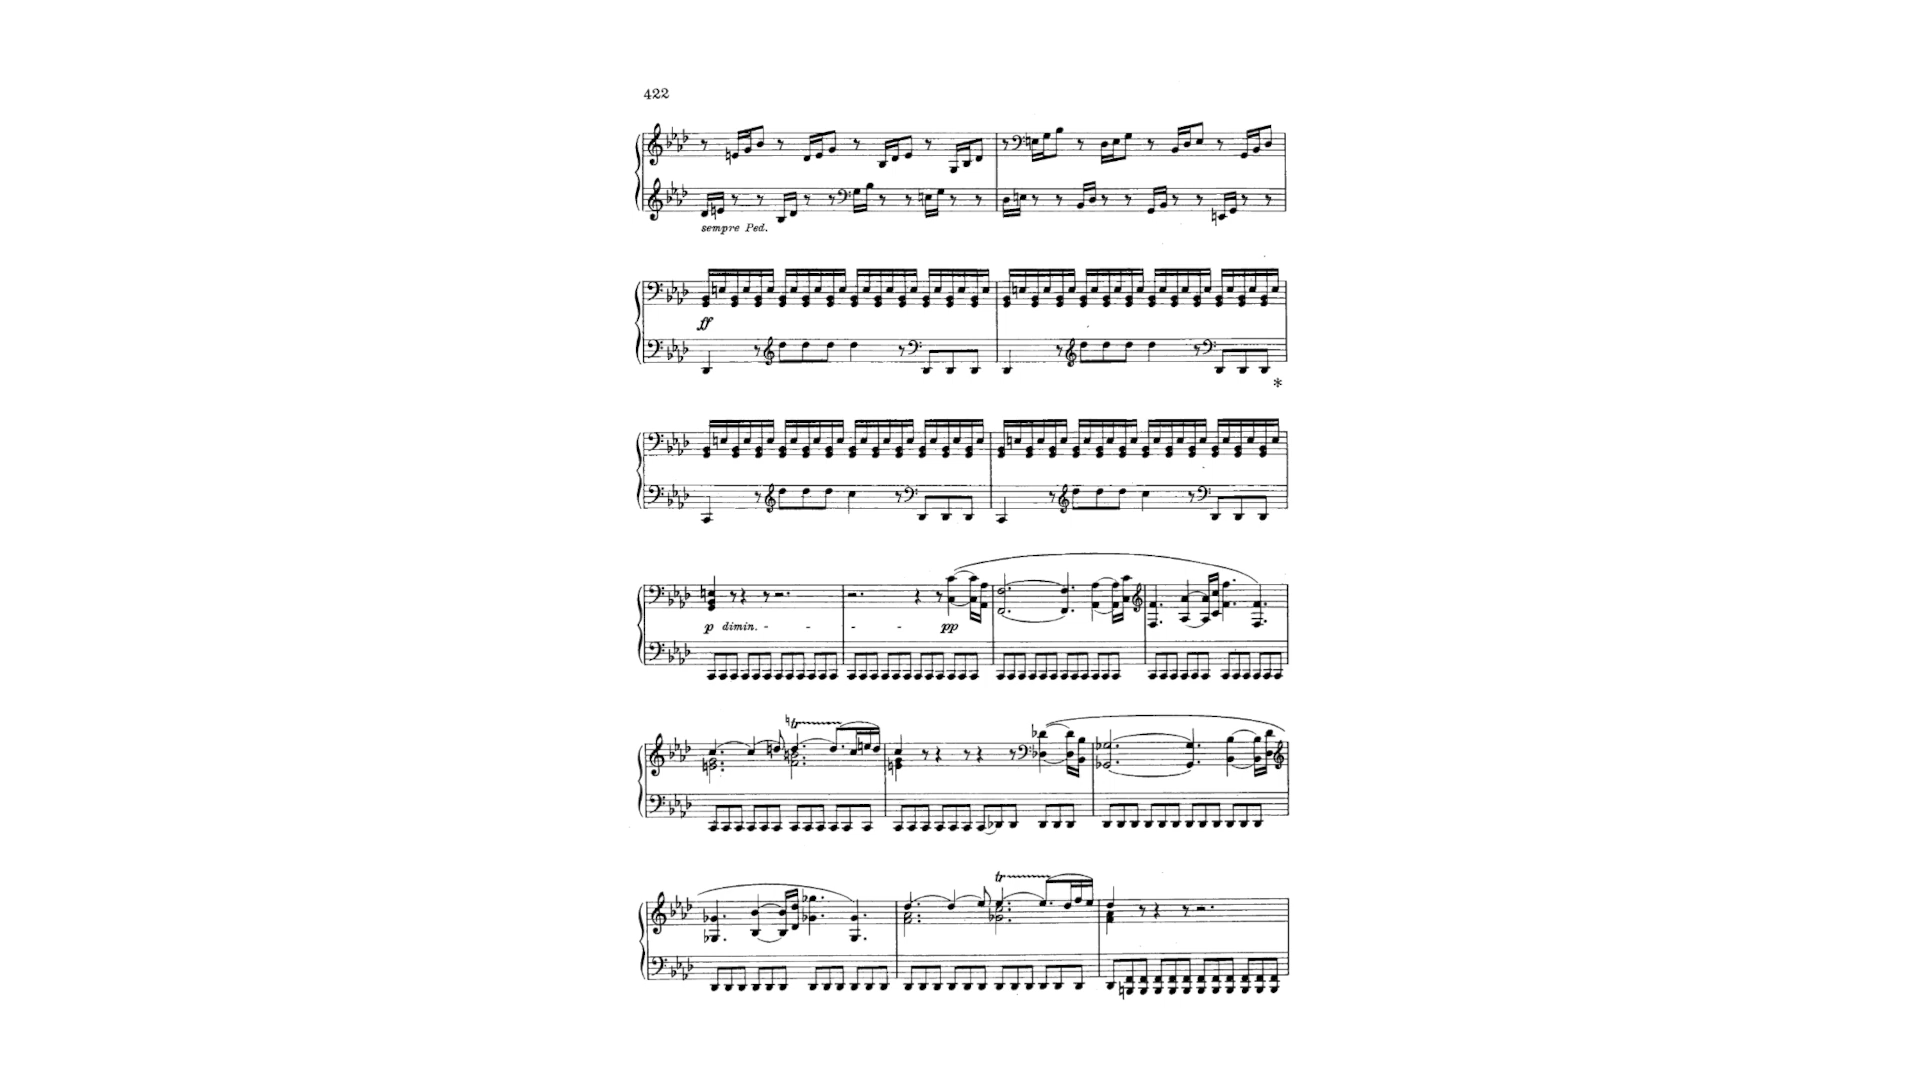 422
sempre Ped.
ff
*
p dimin. - - - - pp
tr
tr